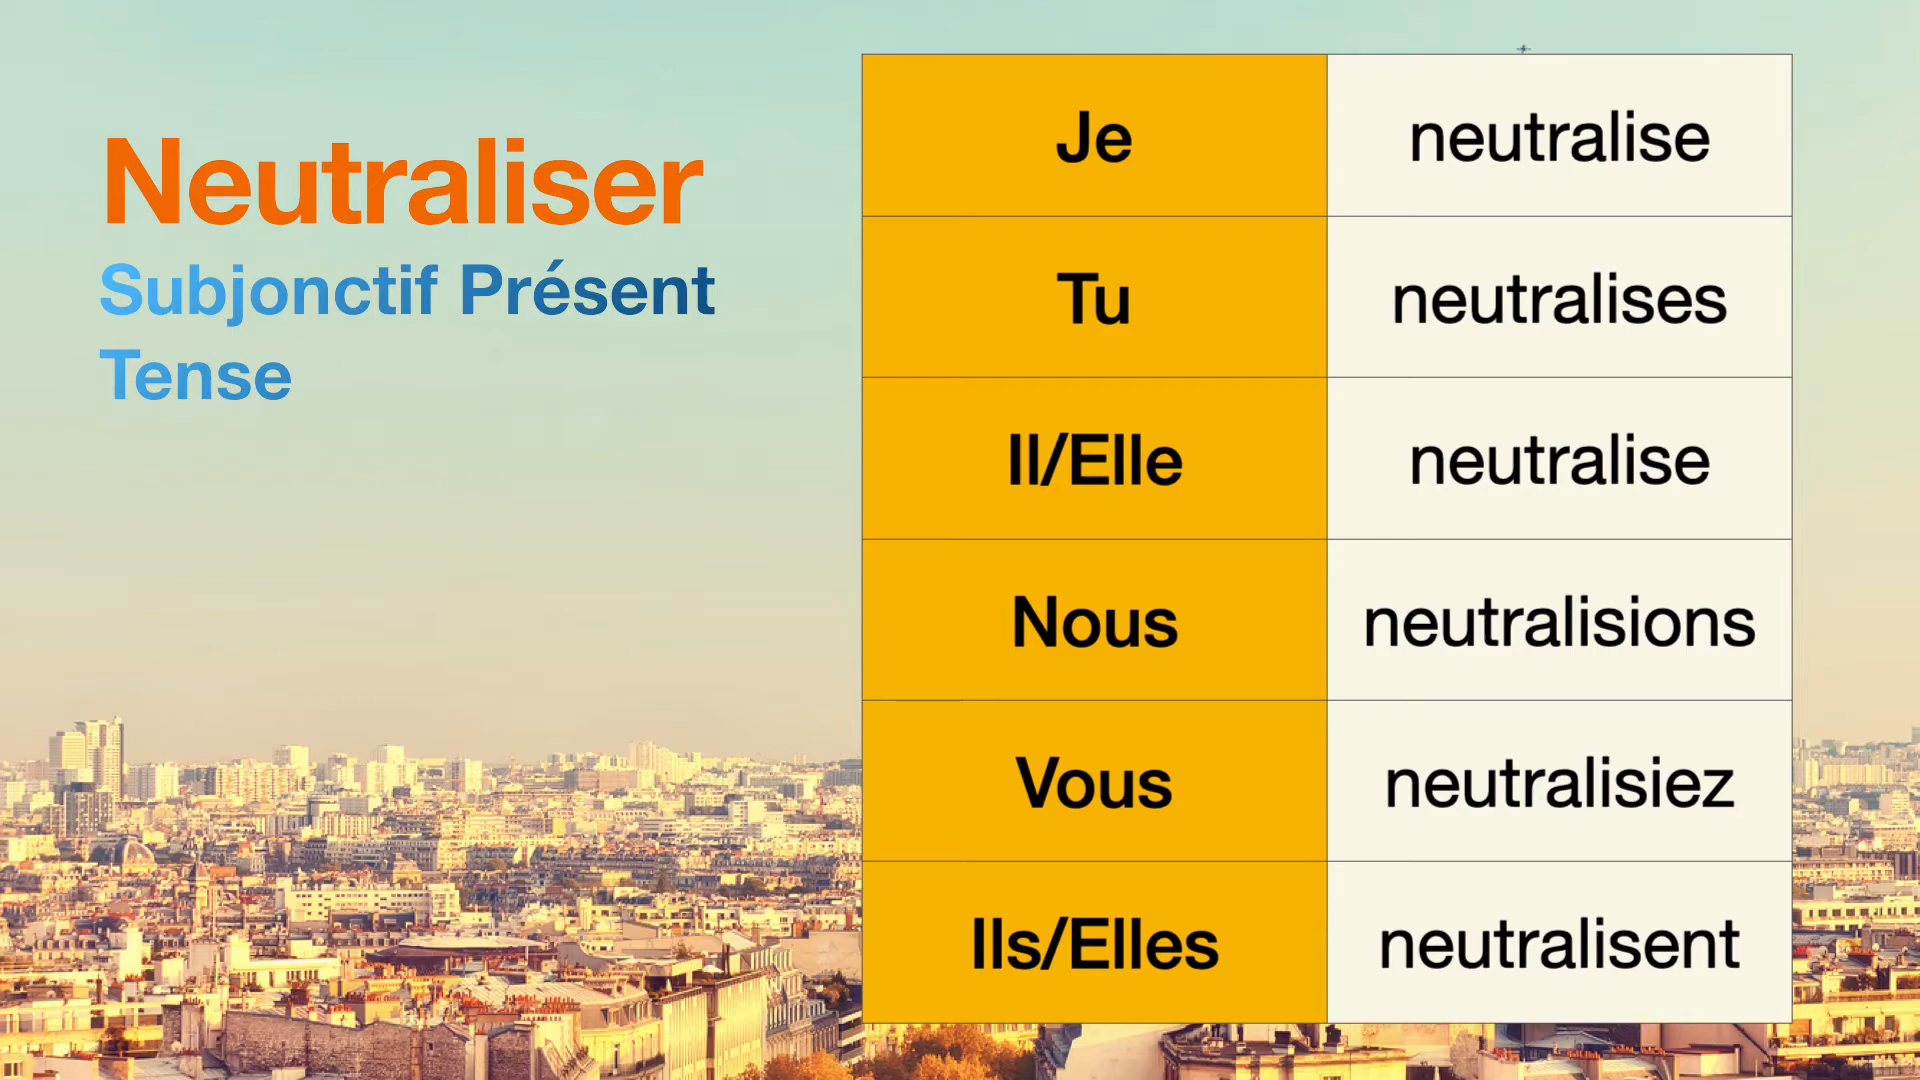 Neutraliser
Subjonctif Présent
Tense
Je neutralise
Tu neutralises
Il/Elle neutralise
Nous neutralisions
Vous neutralisiez
Ils/Elles neutralisent